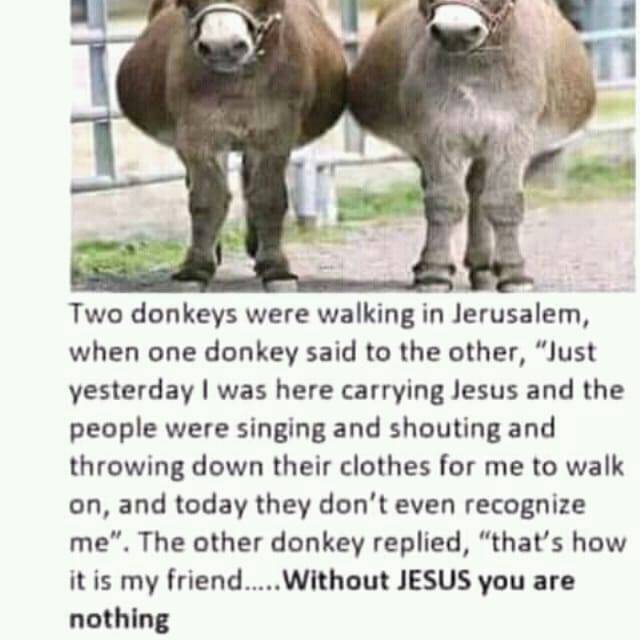 Two donkeys were walking in Jerusalem,
when one donkey said to the other, "Just
yesterday I was here carrying Jesus and the
people were singing and shouting and
throwing down their clothes for me to walk
on, and today they don't even recognize
me". The other donkey replied, "that's how
it is my friend.....Without JESUS you are
nothing